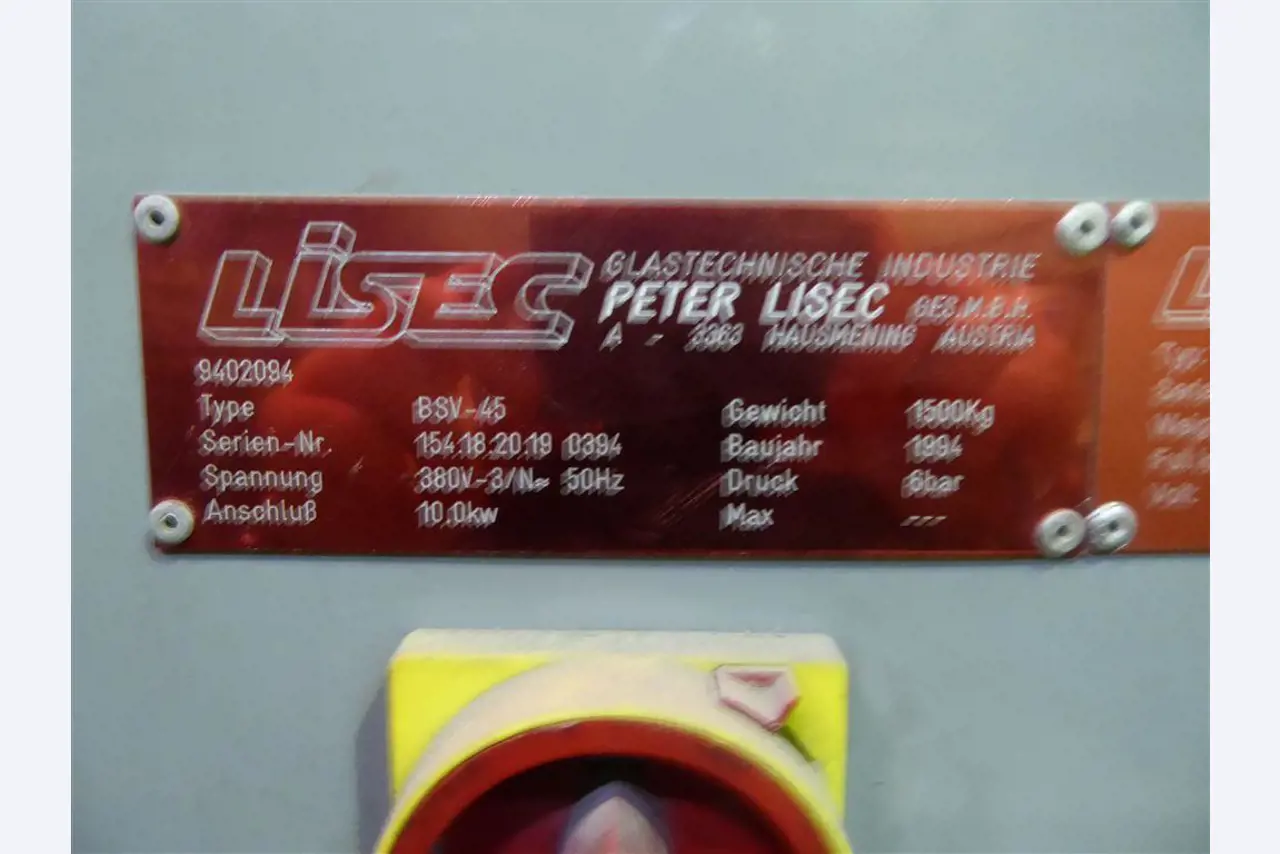 LiSEC
GLASTECHNISCHE INDUSTRIE
PETER LISEC GES.M.B.H.
A - 3363 HAUSMENING AUSTRIA
9402094
Type BSV-45 Gewicht 1500Kg
Serien-Nr. 154.18.20.19 0394 Baujahr 1994
Spannung 380V-3/N~ 50Hz Druck 6bar
Anschluß 10,0kw Max ---
Typ: